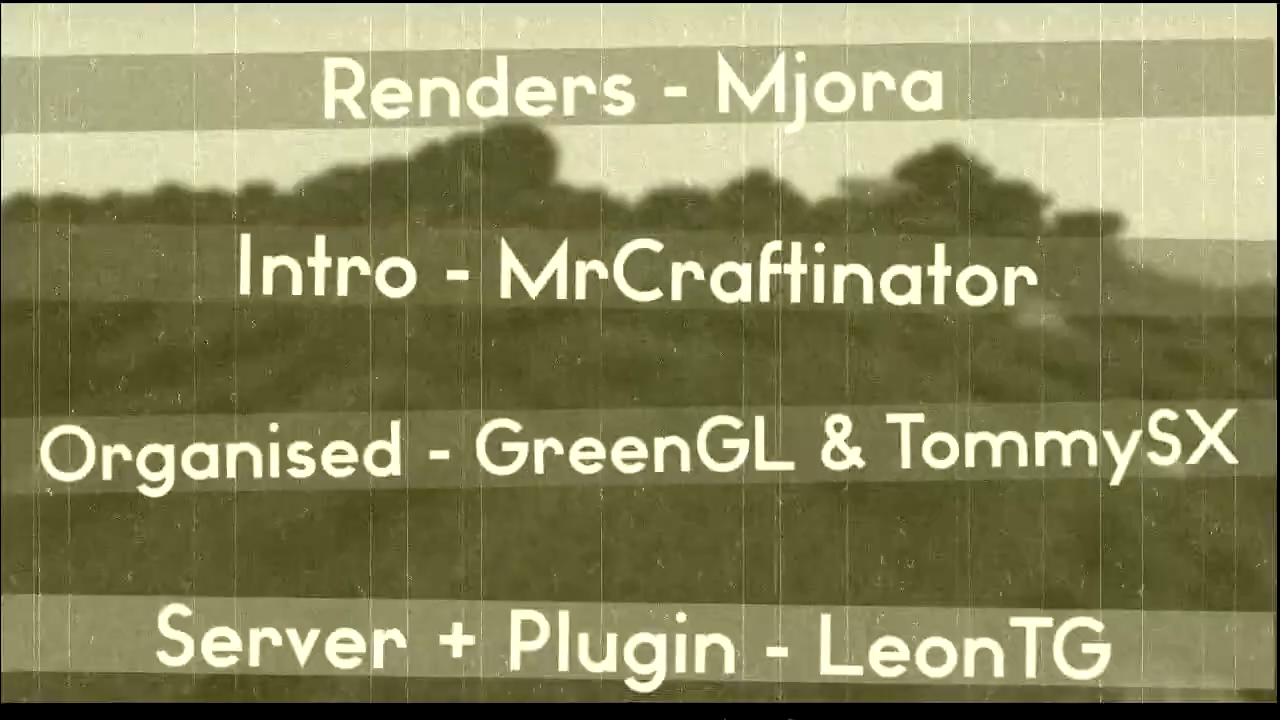 Renders - Mjora
Intro - MrCraftinator
Organised - GreenGL & TommySX
Server + Plugin - LeonTG